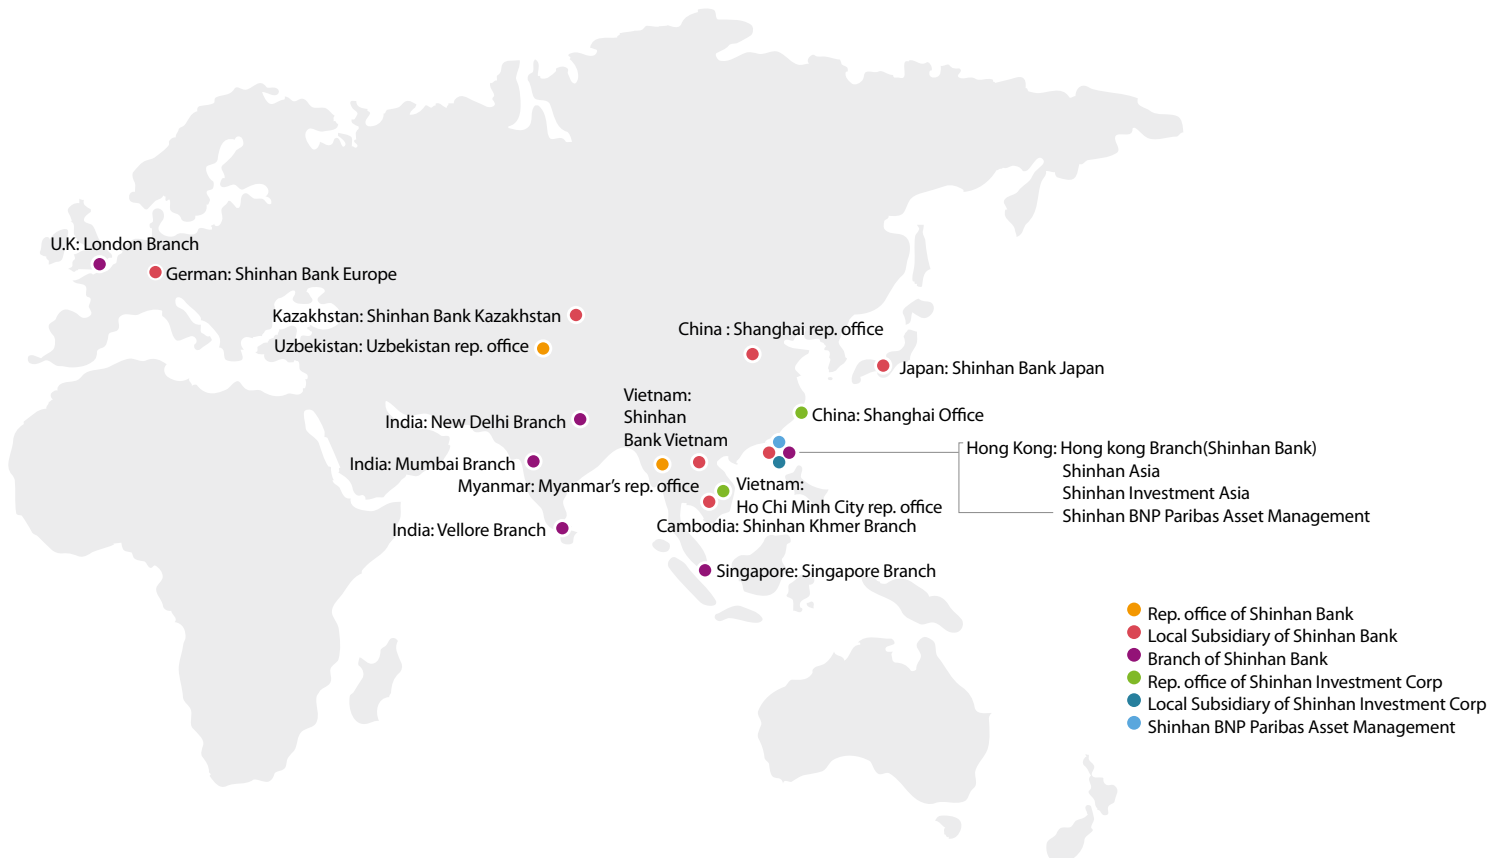 U.K: London Branch
German: Shinhan Bank Europe
Kazakhstan: Shinhan Bank Kazakhstan
Uzbekistan: Uzbekistan rep. office
China : Shanghai rep. office
Japan: Shinhan Bank Japan
Vietnam:
Shinhan
Bank Vietnam
India: New Delhi Branch
China: Shanghai Office
India: Mumbai Branch
Myanmar: Myanmar’s rep. office
Vietnam:
Ho Chi Minh City rep. office
Cambodia: Shinhan Khmer Branch
Hong Kong: Hong kong Branch(Shinhan Bank)
Shinhan Asia
Shinhan Investment Asia
Shinhan BNP Paribas Asset Management
India: Vellore Branch
Singapore: Singapore Branch
Rep. office of Shinhan Bank
Local Subsidiary of Shinhan Bank
Branch of Shinhan Bank
Rep. office of Shinhan Investment Corp
Local Subsidiary of Shinhan Investment Corp
Shinhan BNP Paribas Asset Management